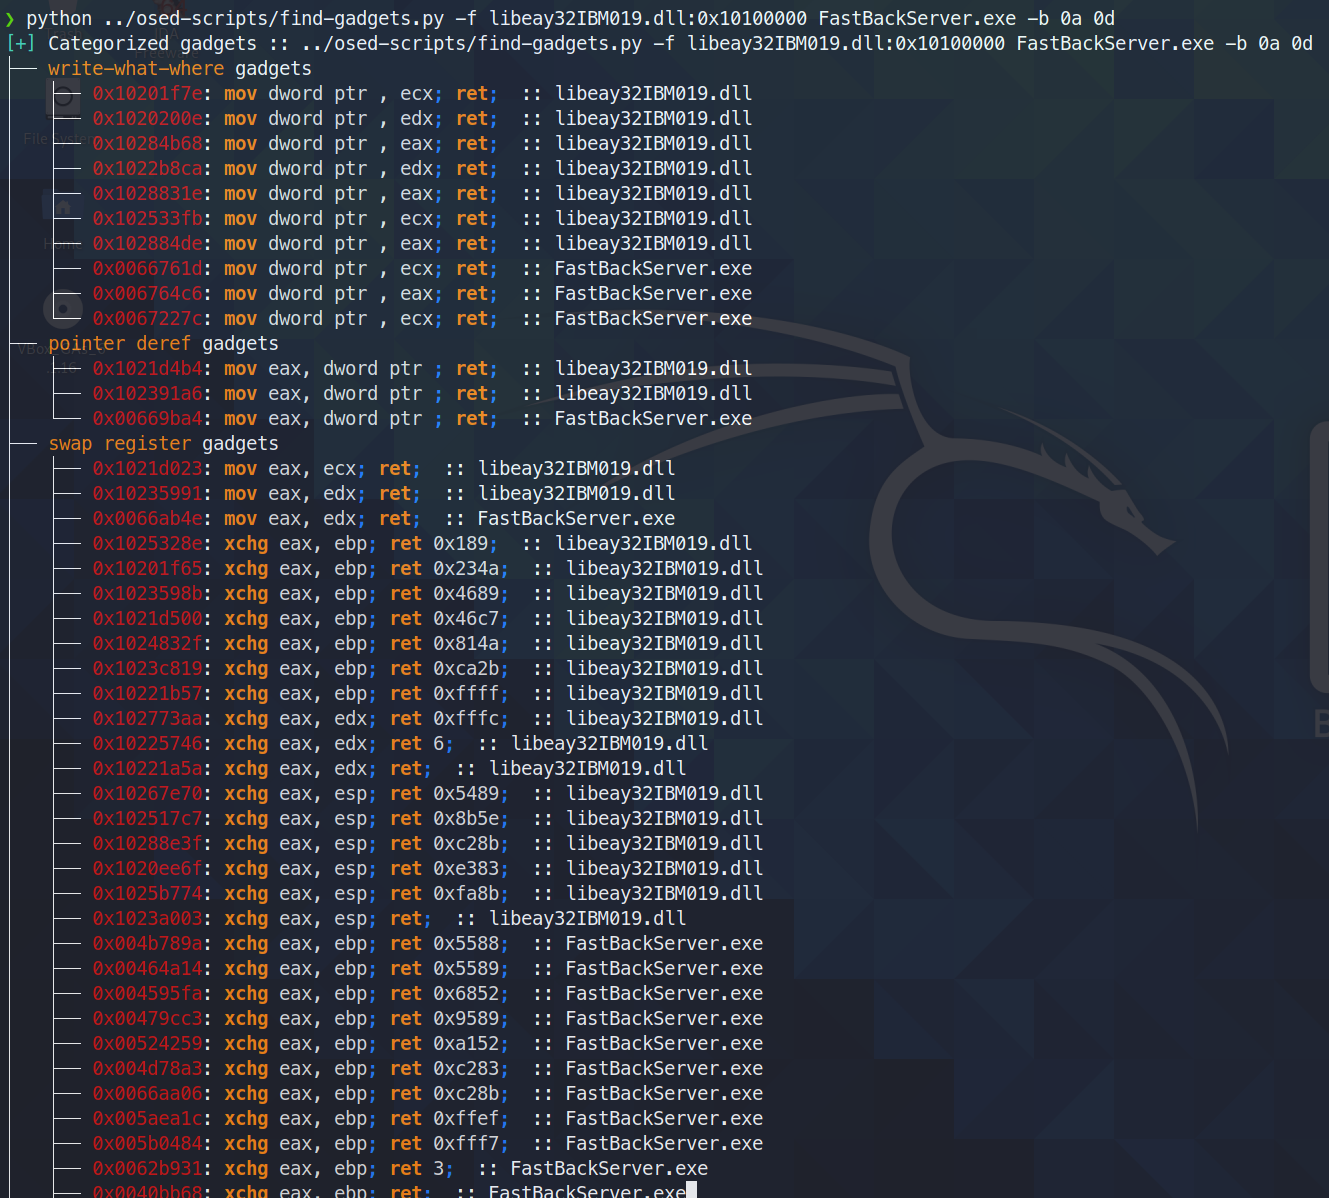 ❯ python ../osed-scripts/find-gadgets.py -f libeay32IBM019.dll:0x10100000 FastBackServer.exe -b 0a 0d
[+] Categorized gadgets :: ../osed-scripts/find-gadgets.py -f libeay32IBM019.dll:0x10100000 FastBackServer.exe -b 0a 0d
write-what-where gadgets
0x10201f7e: mov dword ptr , ecx; ret;  :: libeay32IBM019.dll
0x1020200e: mov dword ptr , edx; ret;  :: libeay32IBM019.dll
0x10284b68: mov dword ptr , eax; ret;  :: libeay32IBM019.dll
0x1022b8ca: mov dword ptr , edx; ret;  :: libeay32IBM019.dll
0x1028831e: mov dword ptr , eax; ret;  :: libeay32IBM019.dll
0x102533fb: mov dword ptr , ecx; ret;  :: libeay32IBM019.dll
0x102884de: mov dword ptr , eax; ret;  :: libeay32IBM019.dll
0x0066761d: mov dword ptr , ecx; ret;  :: FastBackServer.exe
0x006764c6: mov dword ptr , eax; ret;  :: FastBackServer.exe
0x0067227c: mov dword ptr , ecx; ret;  :: FastBackServer.exe
pointer deref gadgets
0x1021d4b4: mov eax, dword ptr ; ret;  :: libeay32IBM019.dll
0x102391a6: mov eax, dword ptr ; ret;  :: libeay32IBM019.dll
0x00669ba4: mov eax, dword ptr ; ret;  :: FastBackServer.exe
swap register gadgets
0x1021d023: mov eax, ecx; ret;  :: libeay32IBM019.dll
0x10235991: mov eax, edx; ret;  :: libeay32IBM019.dll
0x0066ab4e: mov eax, edx; ret;  :: FastBackServer.exe
0x1025328e: xchg eax, ebp; ret 0x189;  :: libeay32IBM019.dll
0x10201f65: xchg eax, ebp; ret 0x234a;  :: libeay32IBM019.dll
0x1023598b: xchg eax, ebp; ret 0x4689;  :: libeay32IBM019.dll
0x1021d500: xchg eax, ebp; ret 0x46c7;  :: libeay32IBM019.dll
0x1024832f: xchg eax, ebp; ret 0x814a;  :: libeay32IBM019.dll
0x1023c819: xchg eax, ebp; ret 0xca2b;  :: libeay32IBM019.dll
0x10221b57: xchg eax, ebp; ret 0xffff;  :: libeay32IBM019.dll
0x102773aa: xchg eax, edx; ret 0xfffc;  :: libeay32IBM019.dll
0x10225746: xchg eax, edx; ret 6;  :: libeay32IBM019.dll
0x10221a5a: xchg eax, edx; ret;  :: libeay32IBM019.dll
0x10267e70: xchg eax, esp; ret 0x5489;  :: libeay32IBM019.dll
0x102517c7: xchg eax, esp; ret 0x8b5e;  :: libeay32IBM019.dll
0x10288e3f: xchg eax, esp; ret 0xc28b;  :: libeay32IBM019.dll
0x1020ee6f: xchg eax, esp; ret 0xe383;  :: libeay32IBM019.dll
0x1025b774: xchg eax, esp; ret 0xfa8b;  :: libeay32IBM019.dll
0x1023a003: xchg eax, esp; ret;  :: libeay32IBM019.dll
0x004b789a: xchg eax, ebp; ret 0x5588;  :: FastBackServer.exe
0x00464a14: xchg eax, ebp; ret 0x5589;  :: FastBackServer.exe
0x004595fa: xchg eax, ebp; ret 0x6852;  :: FastBackServer.exe
0x00479cc3: xchg eax, ebp; ret 0x9589;  :: FastBackServer.exe
0x00524259: xchg eax, ebp; ret 0xa152;  :: FastBackServer.exe
0x004d78a3: xchg eax, ebp; ret 0xc283;  :: FastBackServer.exe
0x0066aa06: xchg eax, ebp; ret 0xc28b;  :: FastBackServer.exe
0x005aea1c: xchg eax, ebp; ret 0xffef;  :: FastBackServer.exe
0x005b0484: xchg eax, ebp; ret 0xfff7;  :: FastBackServer.exe
0x0062b931: xchg eax, ebp; ret 3;  :: FastBackServer.exe
0x0040bb68: xchg eax, ebp; ret;  :: FastBackServer.exe
File System
Home